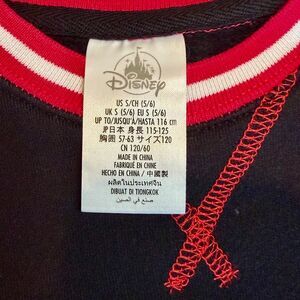 Disney
US S/CH (5/6)
UK S (5/6) EU S (5/6)
UP TO/JUSQU'À/HASTA 116 cm
JP日本 身長 115-125
胸囲 57-63 サイズ120
CN 120/60
MADE IN CHINA
FABRIQUÉ EN CHINE
HECHO EN CHINA / 中國製
ผลิตในประเทศจีน
DIBUAT DI TIONGKOK
صنع في الصين